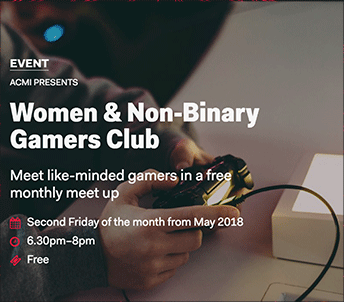 EVENT
ACMI PRESENTS
Women & Non-Binary
Gamers Club
Meet like-minded gamers in a free
monthly meet up
Second Friday of the month from May 2018
6.30pm–8pm
Free